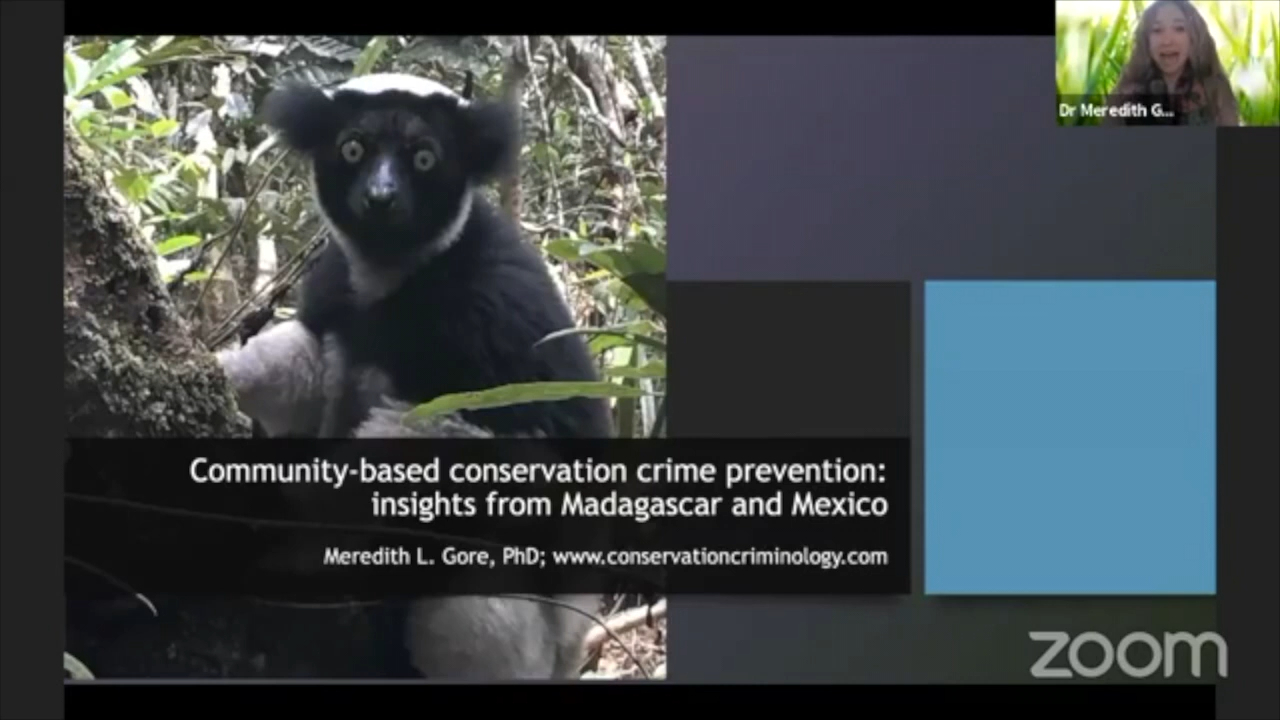 Dr Meredith G...
Community-based conservation crime prevention:
insights from Madagascar and Mexico
Meredith L. Gore, PhD; www.conservationcriminology.com
zoom